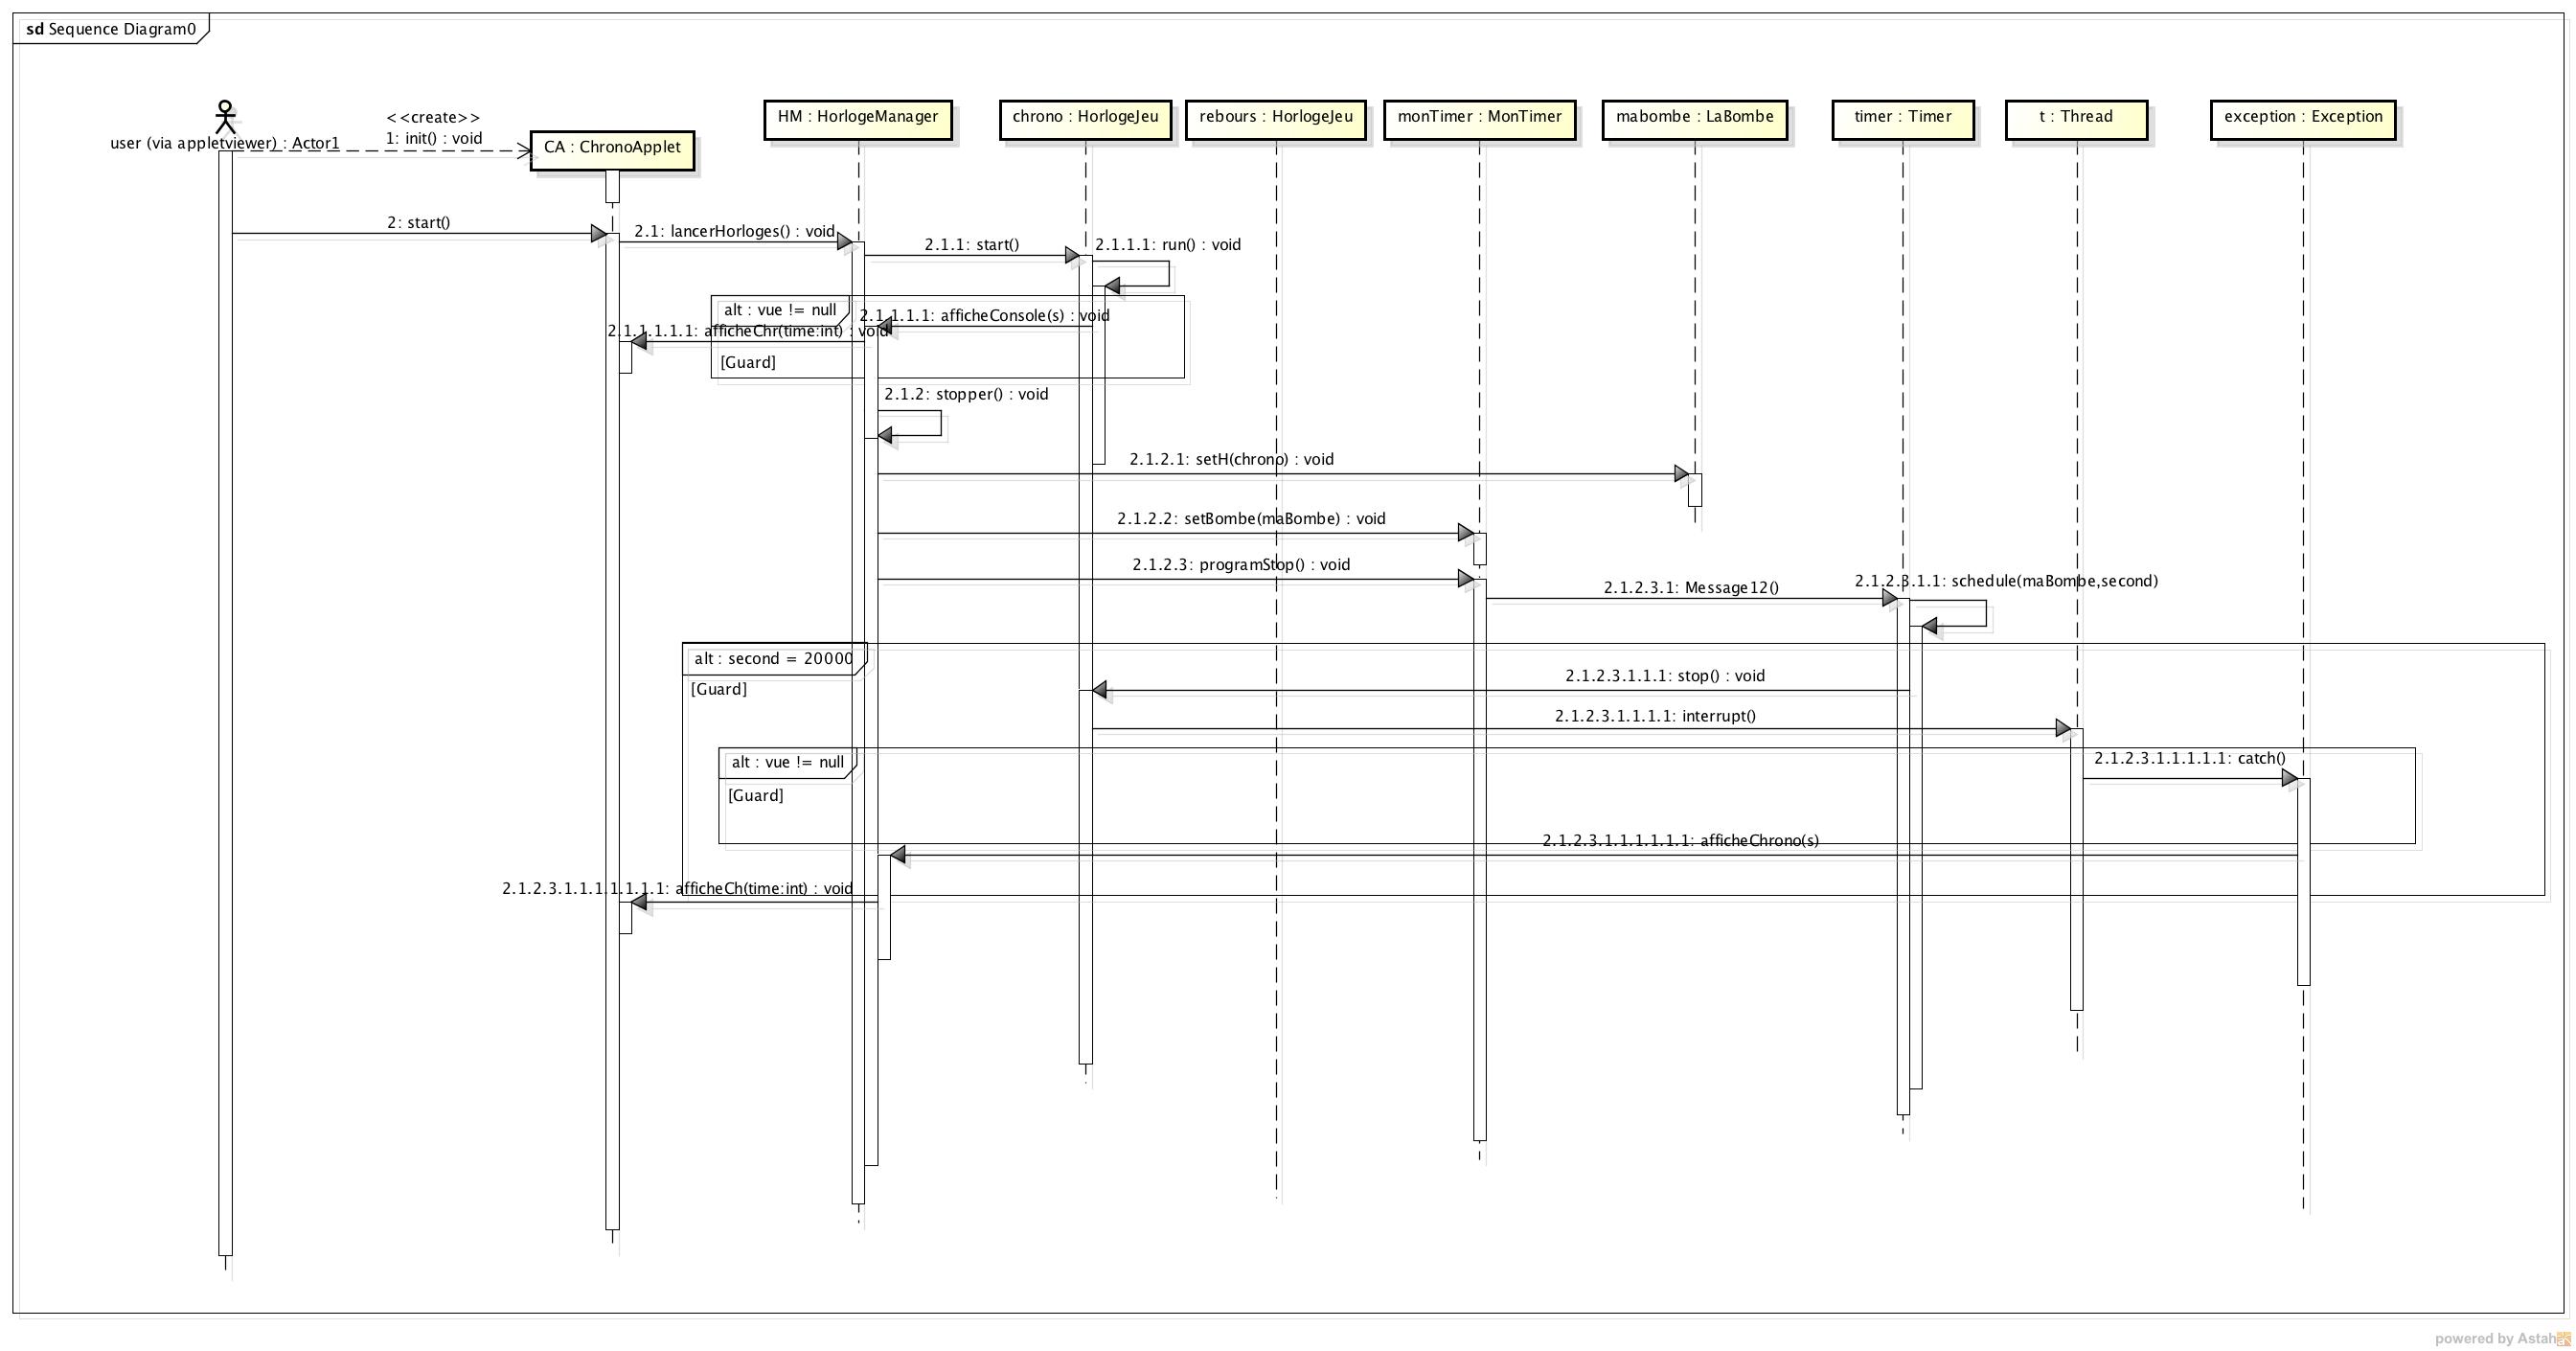 sd Sequence Diagram0
<<create>>
1: init() : void
user (via appletviewer) : Actor1
CA : ChronoApplet
HM : HorlogeManager
chrono : HorlogeJeu
rebours : HorlogeJeu
monTimer : MonTimer
mabombe : LaBombe
timer : Timer
t : Thread
exception : Exception
2: start()
2.1: lancerHorloges() : void
2.1.1: start()
2.1.1.1: run() : void
alt : vue != null
2.1.1.1.1: afficheConsole(s) : void
2.1.1.1.1.1: afficheChr(time:int) : void
[Guard]
2.1.2: stopper() : void
2.1.2.1: setH(chrono) : void
2.1.2.2: setBombe(maBombe) : void
2.1.2.3: programStop() : void
2.1.2.3.1: Message12()
2.1.2.3.1.1: schedule(maBombe,second)
alt : second = 20000
[Guard]
2.1.2.3.1.1.1: stop() : void
2.1.2.3.1.1.1.1: interrupt()
alt : vue != null
2.1.2.3.1.1.1.1.1: catch()
[Guard]
2.1.2.3.1.1.1.1.1.1: afficheChrono(s)
2.1.2.3.1.1.1.1.1.1.1: afficheCh(time:int) : void
powered by Astah